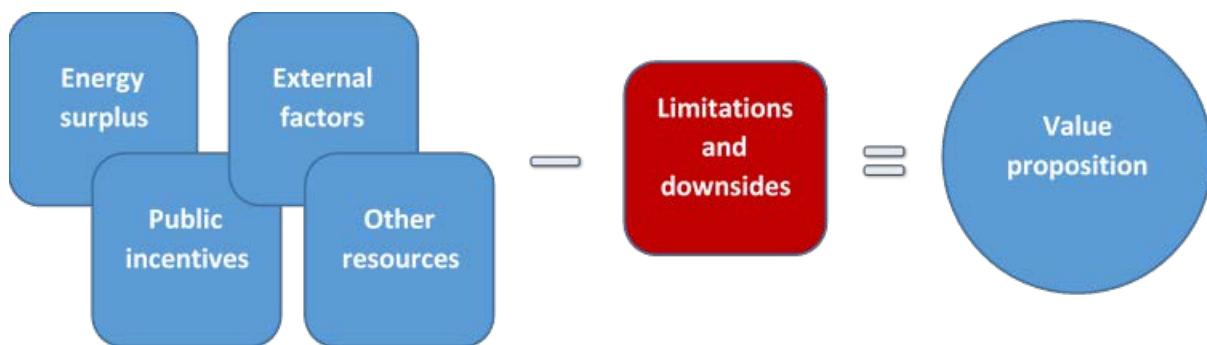 Energy
surplus
External
factors
Public
incentives
Other
resources
Limitations
and
downsides
Value
proposition